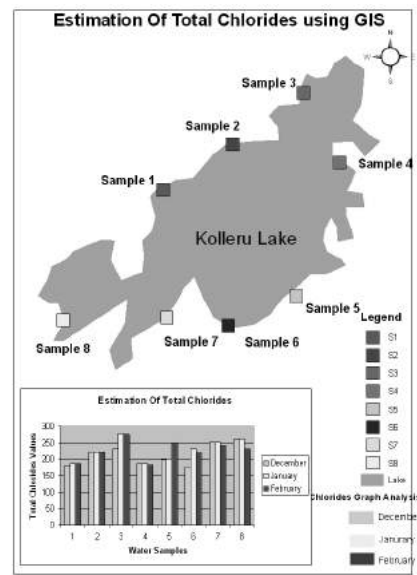 Estimation Of Total Chlorides using GIS
N
W
E
S
Sample 3
Sample 2
Sample 4
Sample 1
Kolleru Lake
Sample 5
Legend
Sample 8
Sample 7
Sample 6
S1
S2
S3
S4
S5
S6
S7
S8
Lake
Estimation Of Total Chlorides
Total Chlorides Values
300
250
200
150
100
50
0
1 2 3 4 5 6 7 8
Water Samples
December
January
February
Chlorides Graph Analysis
December
Janurary
February